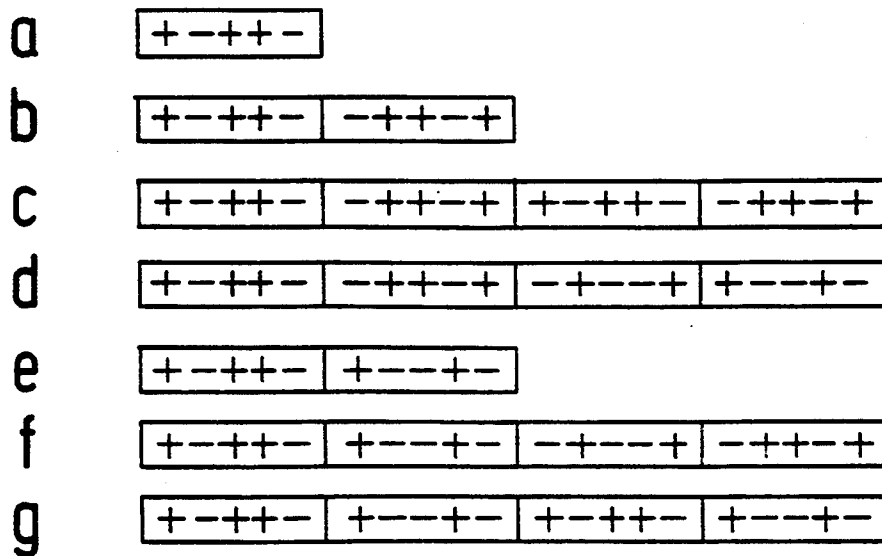 a +-++-
b +-++- -++-+
c +-++- -++-+ +-++- -++-+
d +-++- -++-+ -+--+ +--+-
e +-++- +--+-
f +-++- +--+- -+--+ -++-+
g +-++- +--+- +-++- +--+-